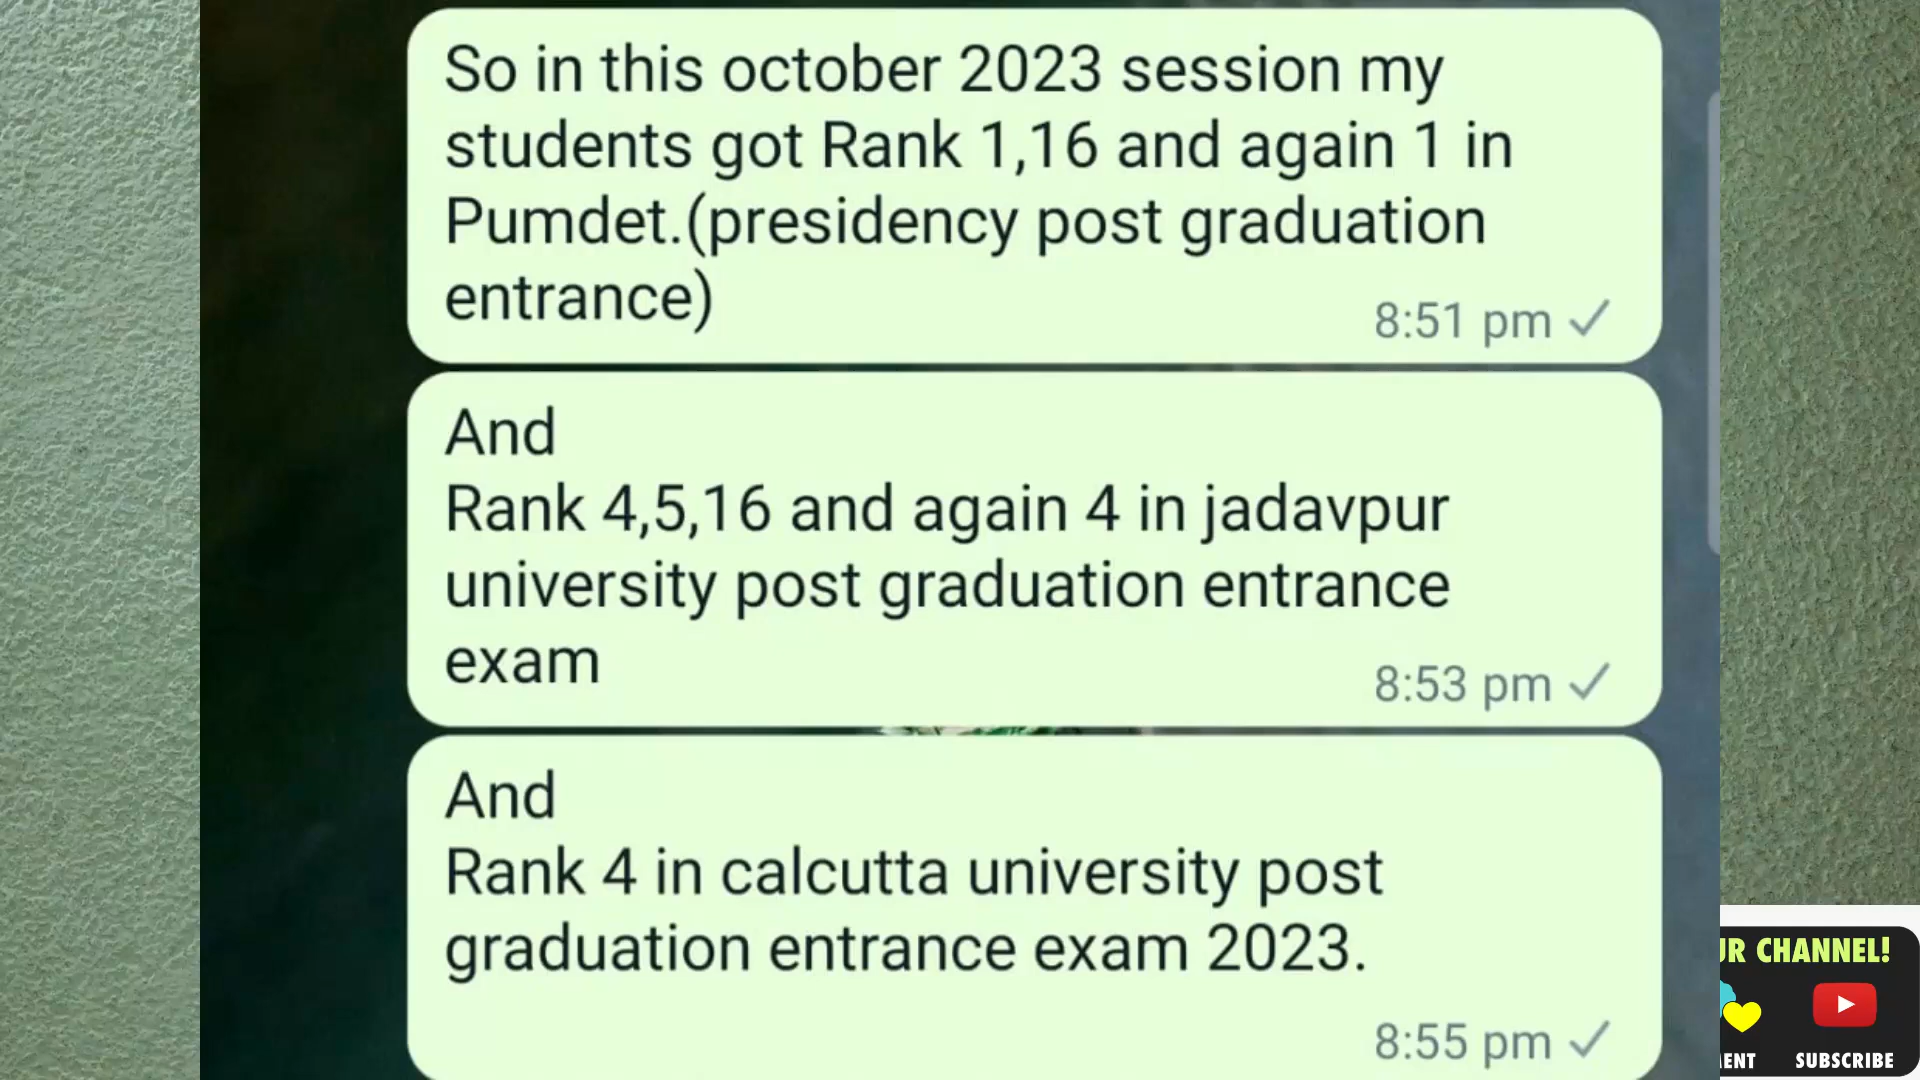 So in this october 2023 session my
students got Rank 1,16 and again 1 in
Pumdet.(presidency post graduation
entrance)
8:51 pm
And
Rank 4,5,16 and again 4 in jadavpur
university post graduation entrance
exam
8:53 pm
And
Rank 4 in calcutta university post
graduation entrance exam 2023.
8:55 pm
CHANNEL!
SUBSCRIBE